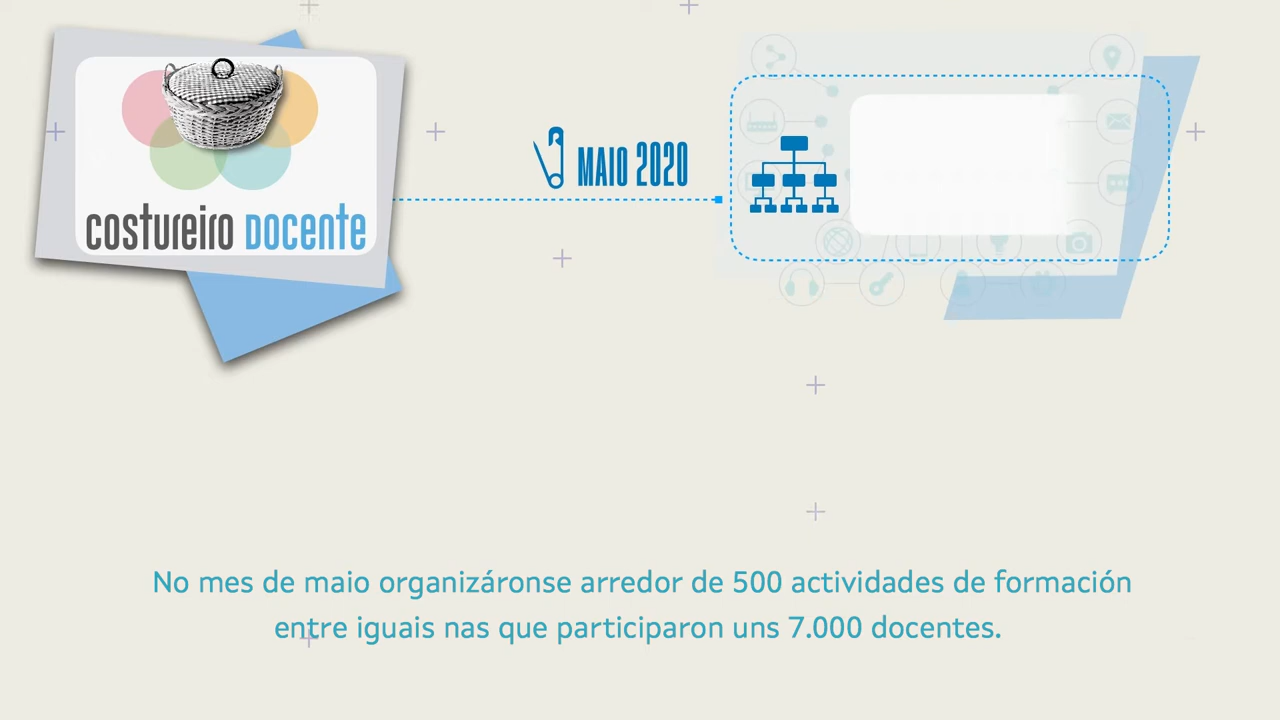 costureiro DOCENTE
MAIO 2020
No mes de maio organizáronse arredor de 500 actividades de formación
entre iguais nas que participaron uns 7.000 docentes.